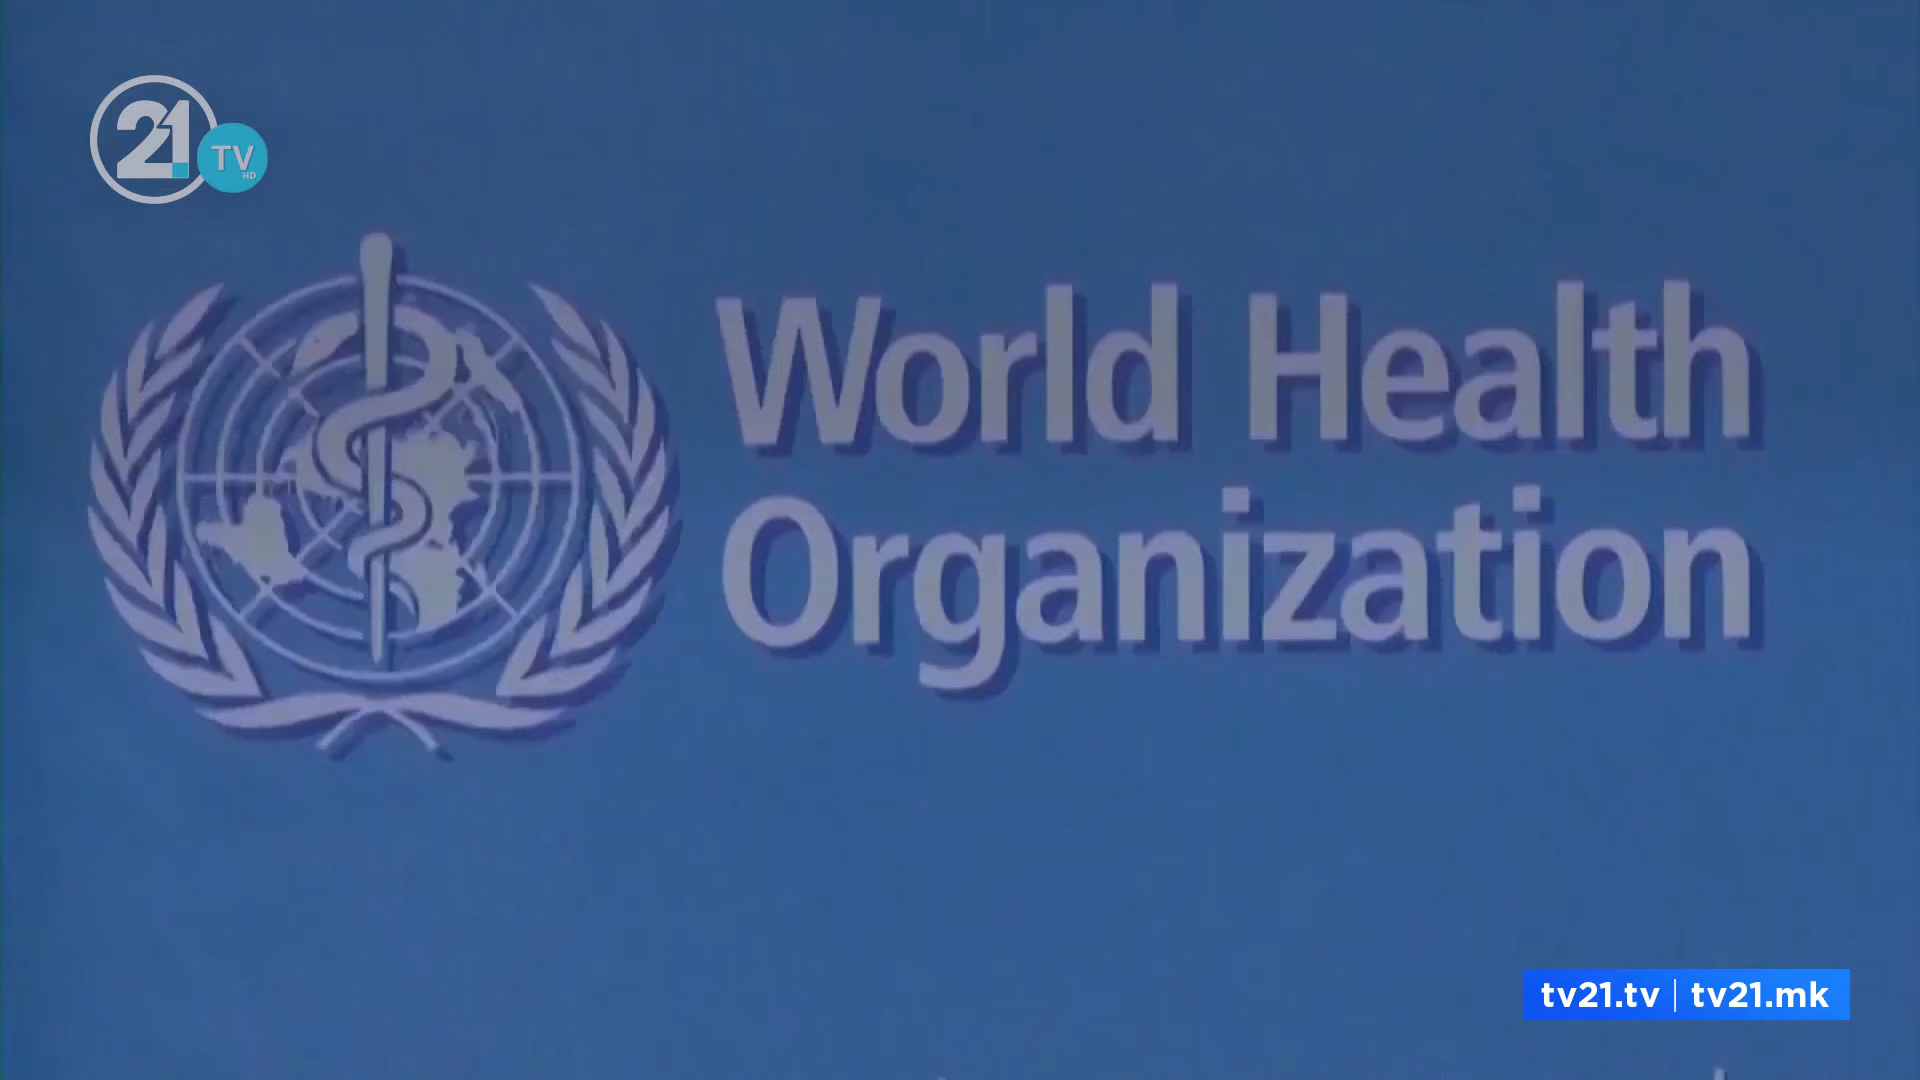 21
TV
HD
World Health
Organization
tv21.tv | tv21.mk